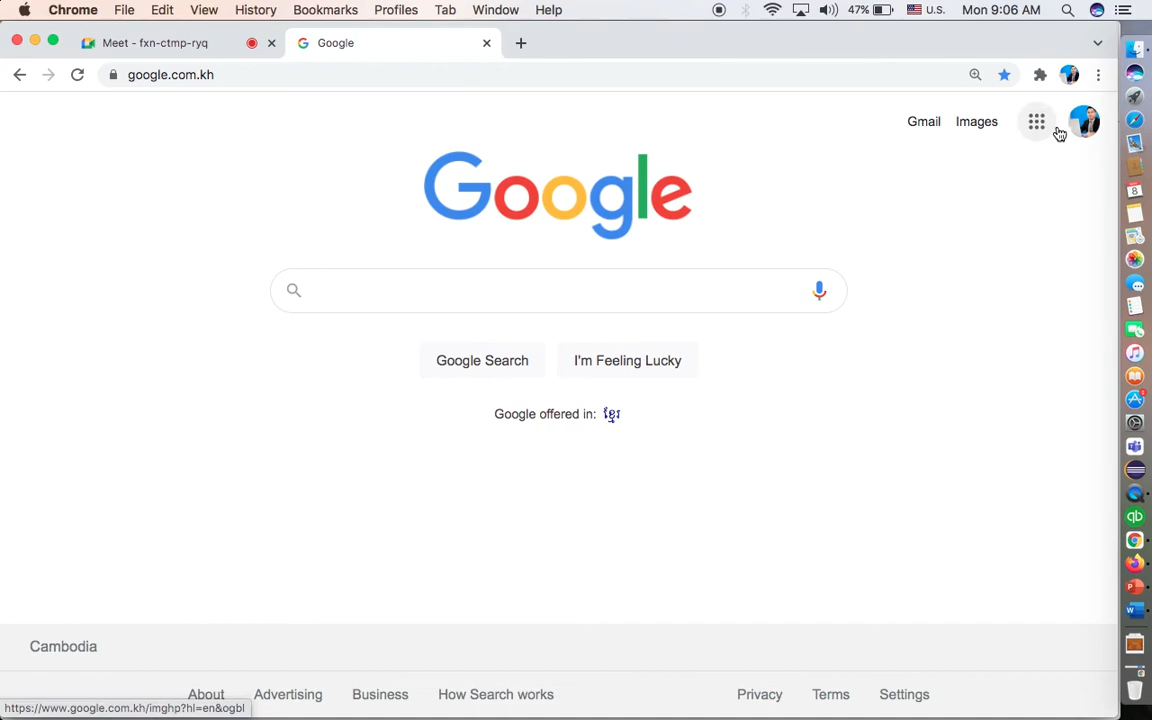 Chrome File Edit View History Bookmarks Profiles Tab Window Help 47% U.S. Mon 9:06 AM
Meet - fxn-ctmp-ryq Google
google.com.kh
Gmail Images
Google
Google Search I'm Feeling Lucky
Google offered in: ខ្មែរ
Cambodia
About Advertising Business How Search works Privacy Terms Settings
https://www.google.com.kh/imghp?hl=en&ogbl